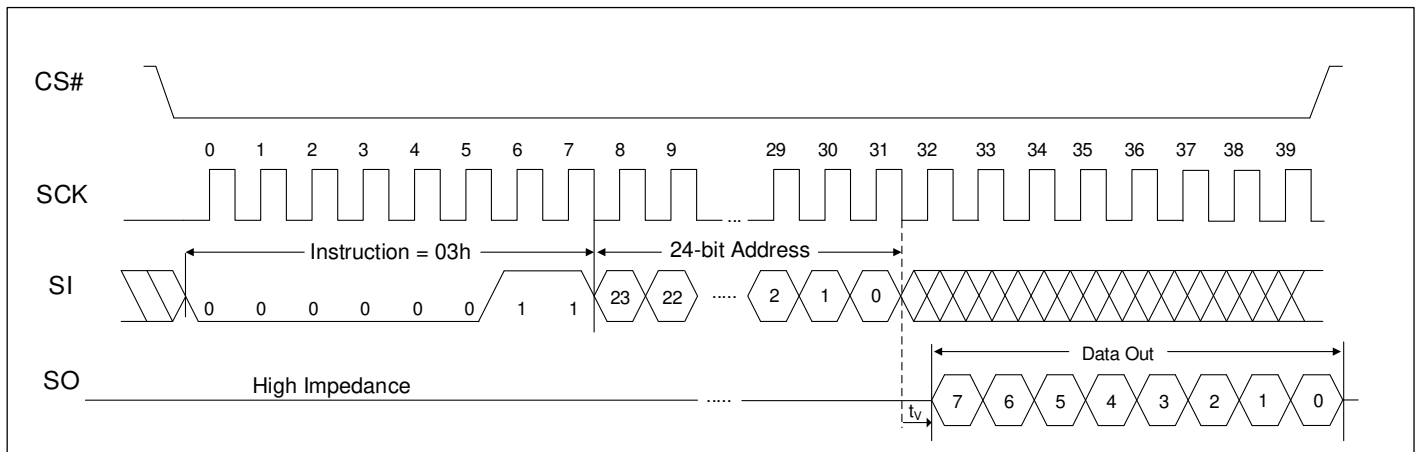 CS#
0 1 2 3 4 5 6 7 8 9 29 30 31 32 33 34 35 36 37 38 39
SCK
...
Instruction = 03h 24-bit Address
SI
0 0 0 0 0 0 1 1 23 22 ..... 2 1 0
Data Out
SO
High Impedance .....
tv 7 6 5 4 3 2 1 0